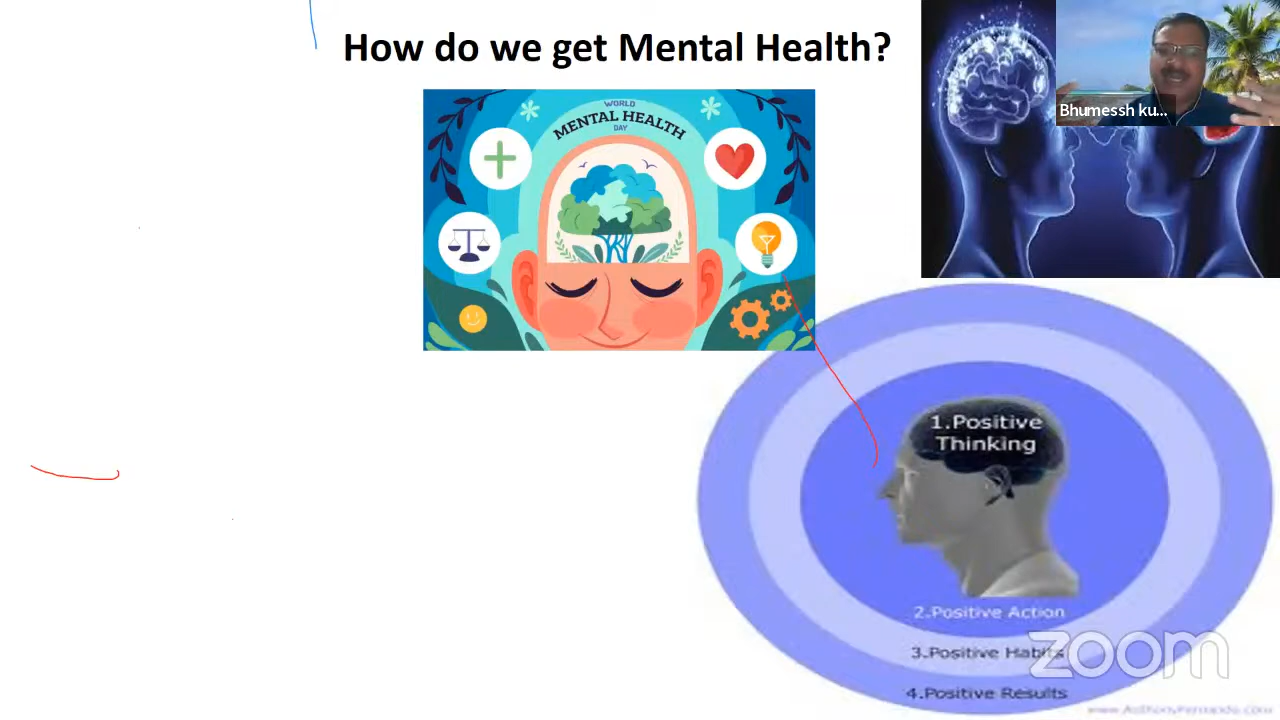 How do we get Mental Health?
WORLD
MENTAL HEALTH
DAY
Bhumessh ku...
1.Positive
Thinking
2.Positive Action
3.Positive Habits
4.Positive Results
zoom